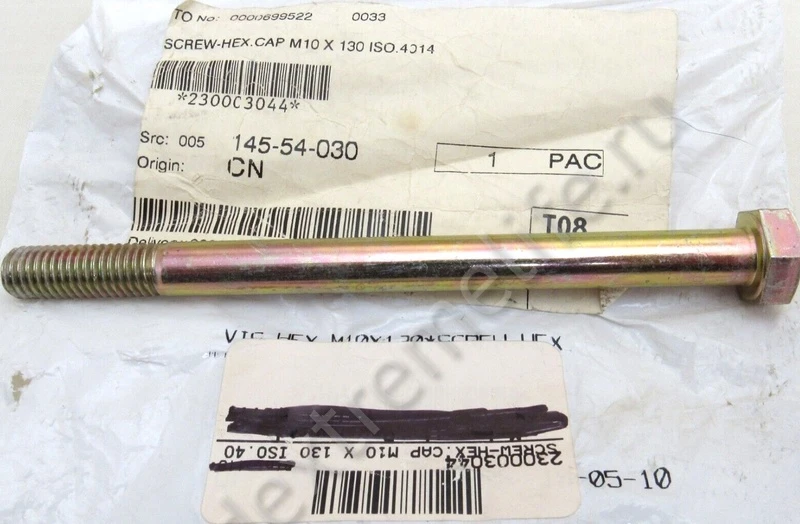 TO No: 0000699522 0033
SCREW-HEX.CAP M10 X 130 ISO.4014
*230003044*
Src: 005 145-54-030
Origin: CN
1 PAC
T08
VIS HEX M10X130*SCREW HEX
230003044
SCREW-HEX.CAP M10 X 130 ISO.40
-05-10